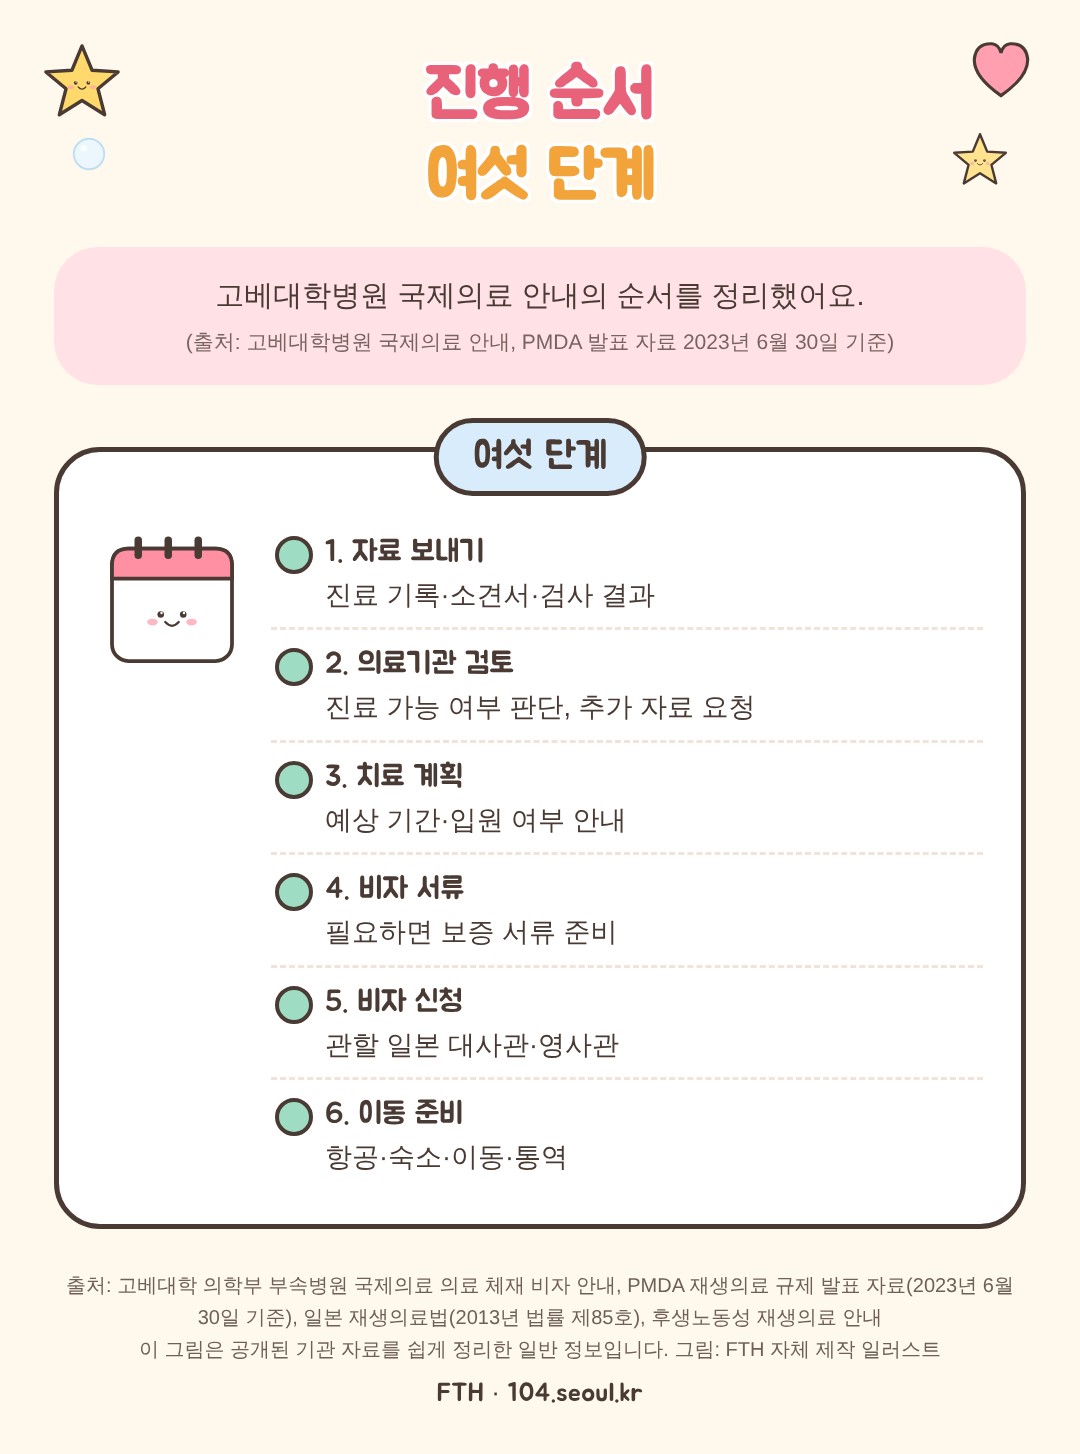 진행 순서
여섯 단계
고베대학병원 국제의료 안내의 순서를 정리했어요.
(출처: 고베대학병원 국제의료 안내, PMDA 발표 자료 2023년 6월 30일 기준)
여섯 단계
1. 자료 보내기
진료 기록·소견서·검사 결과
2. 의료기관 검토
진료 가능 여부 판단, 추가 자료 요청
3. 치료 계획
예상 기간·입원 여부 안내
4. 비자 서류
필요하면 보증 서류 준비
5. 비자 신청
관할 일본 대사관·영사관
6. 이동 준비
항공·숙소·이동·통역
출처: 고베대학 의학부 부속병원 국제의료 의료 체재 비자 안내, PMDA 재생의료 규제 발표 자료(2023년 6월
30일 기준), 일본 재생의료법(2013년 법률 제85호), 후생노동성 재생의료 안내
이 그림은 공개된 기관 자료를 쉽게 정리한 일반 정보입니다. 그림: FTH 자체 제작 일러스트
FTH · 104.seoul.kr